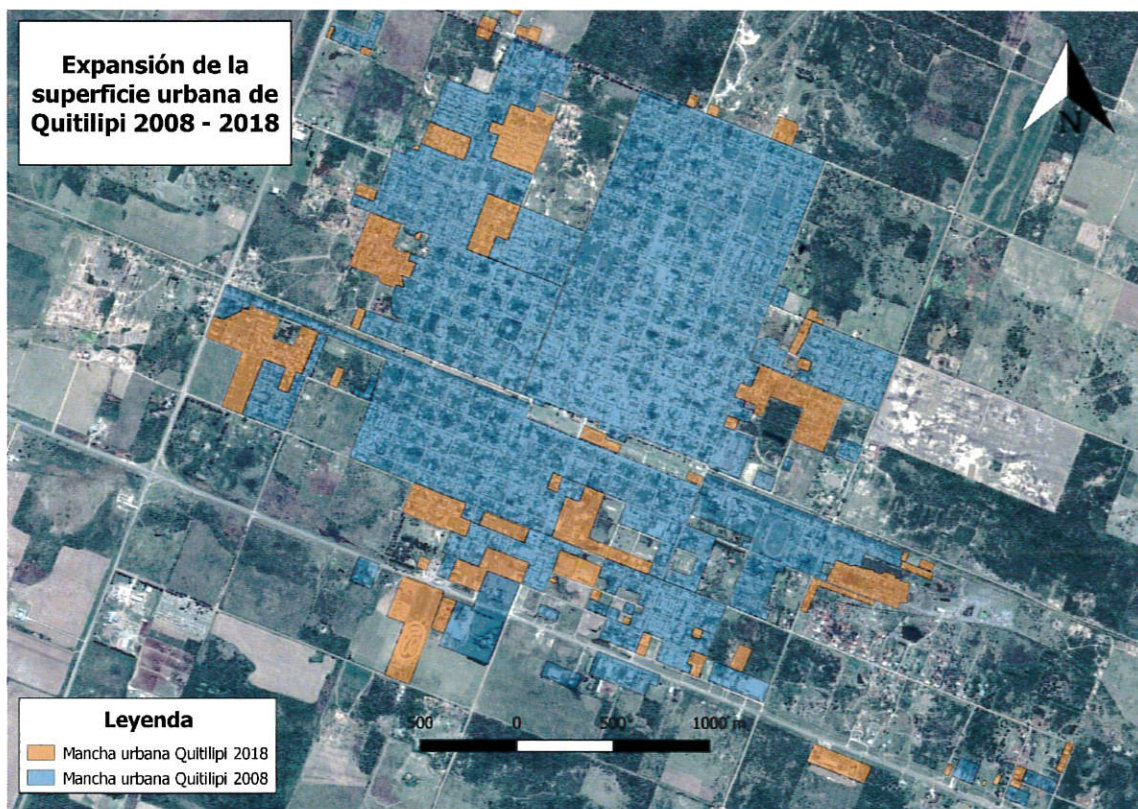 Expansión de la
superficie urbana de
Quitilipi 2008 - 2018
N
Leyenda
Mancha urbana Quitilipi 2018
Mancha urbana Quitilipi 2008
500 0 500 1000 m